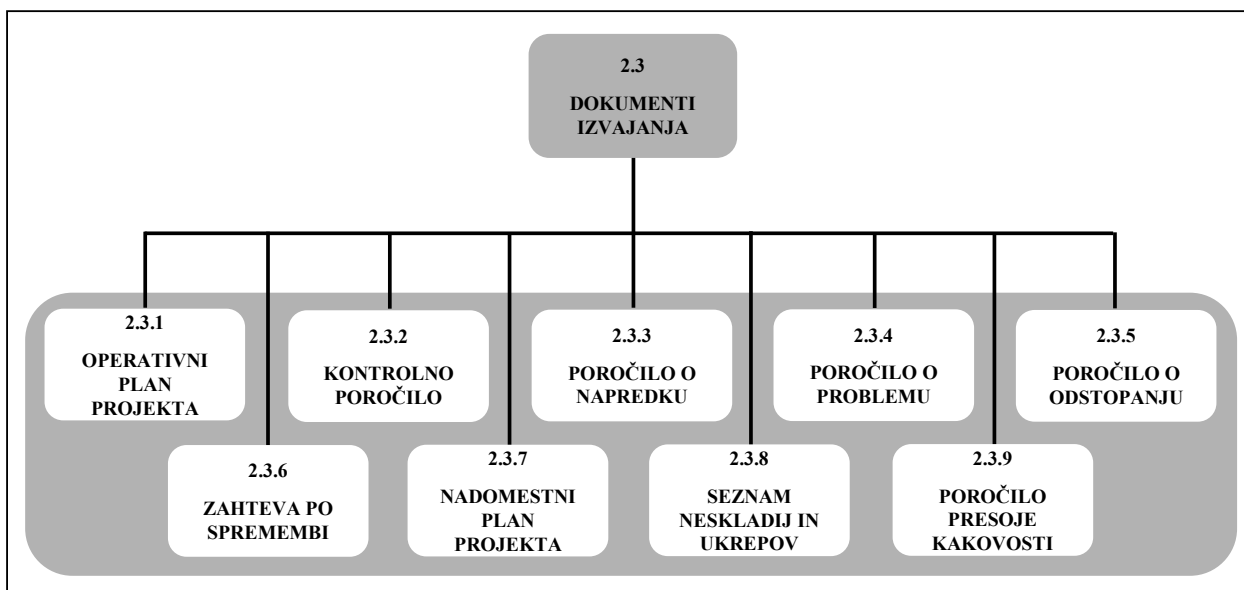 2.3
DOKUMENTI
IZVAJANJA
2.3.1
OPERATIVNI
PLAN
PROJEKTA
2.3.2
KONTROLNO
POROČILO
2.3.3
POROČILO O
NAPREDKU
2.3.4
POROČILO O
PROBLEMU
2.3.5
POROČILO O
ODSTOPANJU
2.3.6
ZAHTEVA PO
SPREMEMBI
2.3.7
NADOMESTNI
PLAN
PROJEKTA
2.3.8
SEZNAM
NESKLADIJ IN
UKREPOV
2.3.9
POROČILO
PRESOJE
KAKOVOSTI